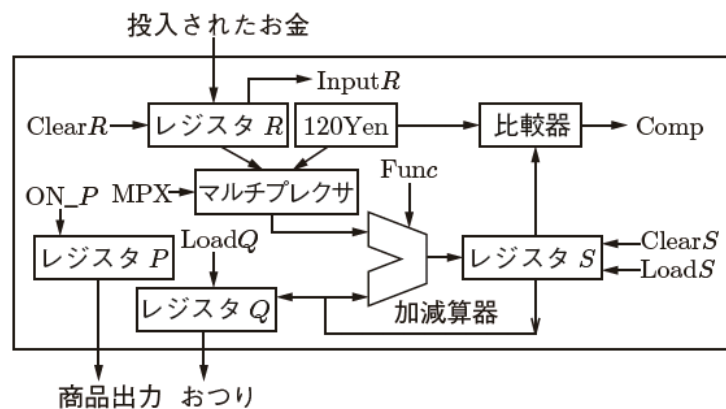 投入されたお金
InputR
ClearR
レジスタ R
120Yen
比較器
Comp
Func
ON_P
MPX
マルチプレクサ
LoadQ
ClearS
レジスタ P
レジスタ S
LoadS
レジスタ Q
加減算器
商品出力
おつり